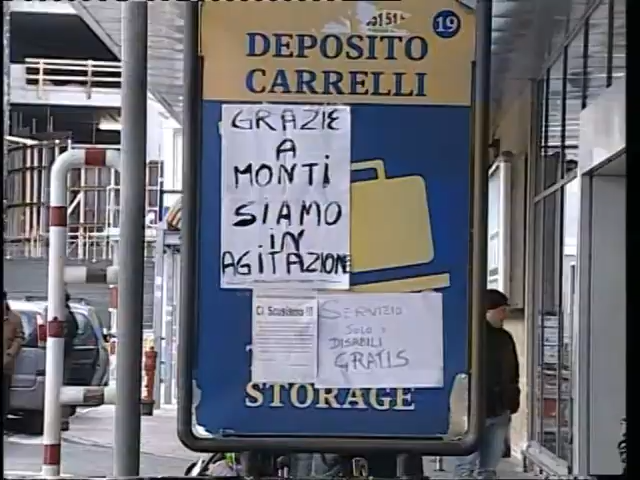 19
DEPOSITO
CARRELLI
GRAZIE
A
MONTI
SIAMO
IN
AGITAZIONE
Ci Scusiamo !!!
SERVIZIO
SOLO X
DISABILI
GRATIS
STORAGE